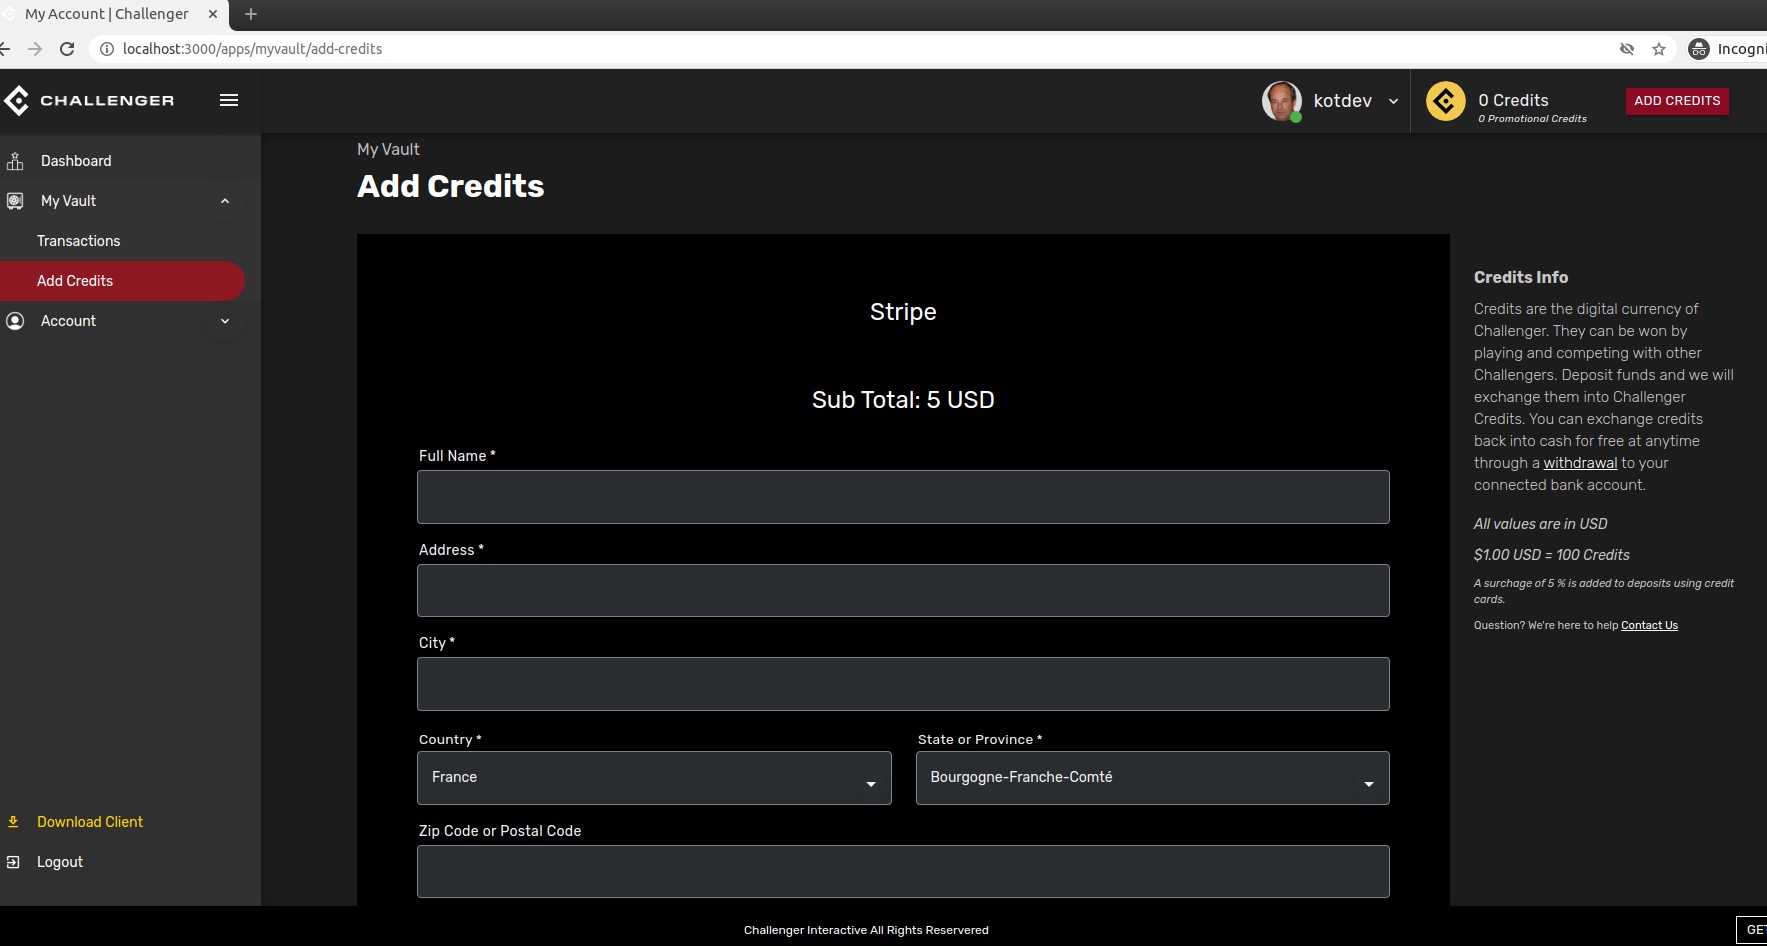 My Account | Challenger
localhost:3000/apps/myvault/add-credits
Incogni
CHALLENGER
kotdev
0 Credits
0 Promotional Credits
ADD CREDITS
Dashboard
My Vault
Transactions
Add Credits
Account
Download Client
Logout
My Vault
Add Credits
Stripe
Sub Total: 5 USD
Full Name *
Address *
City *
Country *
State or Province *
France
Bourgogne-Franche-Comté
Zip Code or Postal Code
Credits Info
Credits are the digital currency of
Challenger. They can be won by
playing and competing with other
Challengers. Deposit funds and we will
exchange them into Challenger
Credits. You can exchange credits
back into cash for free at anytime
through a withdrawal to your
connected bank account.
All values are in USD
$1.00 USD = 100 Credits
A surchage of 5 % is added to deposits using credit
cards.
Question? We're here to help Contact Us
Challenger Interactive All Rights Reservered
GET